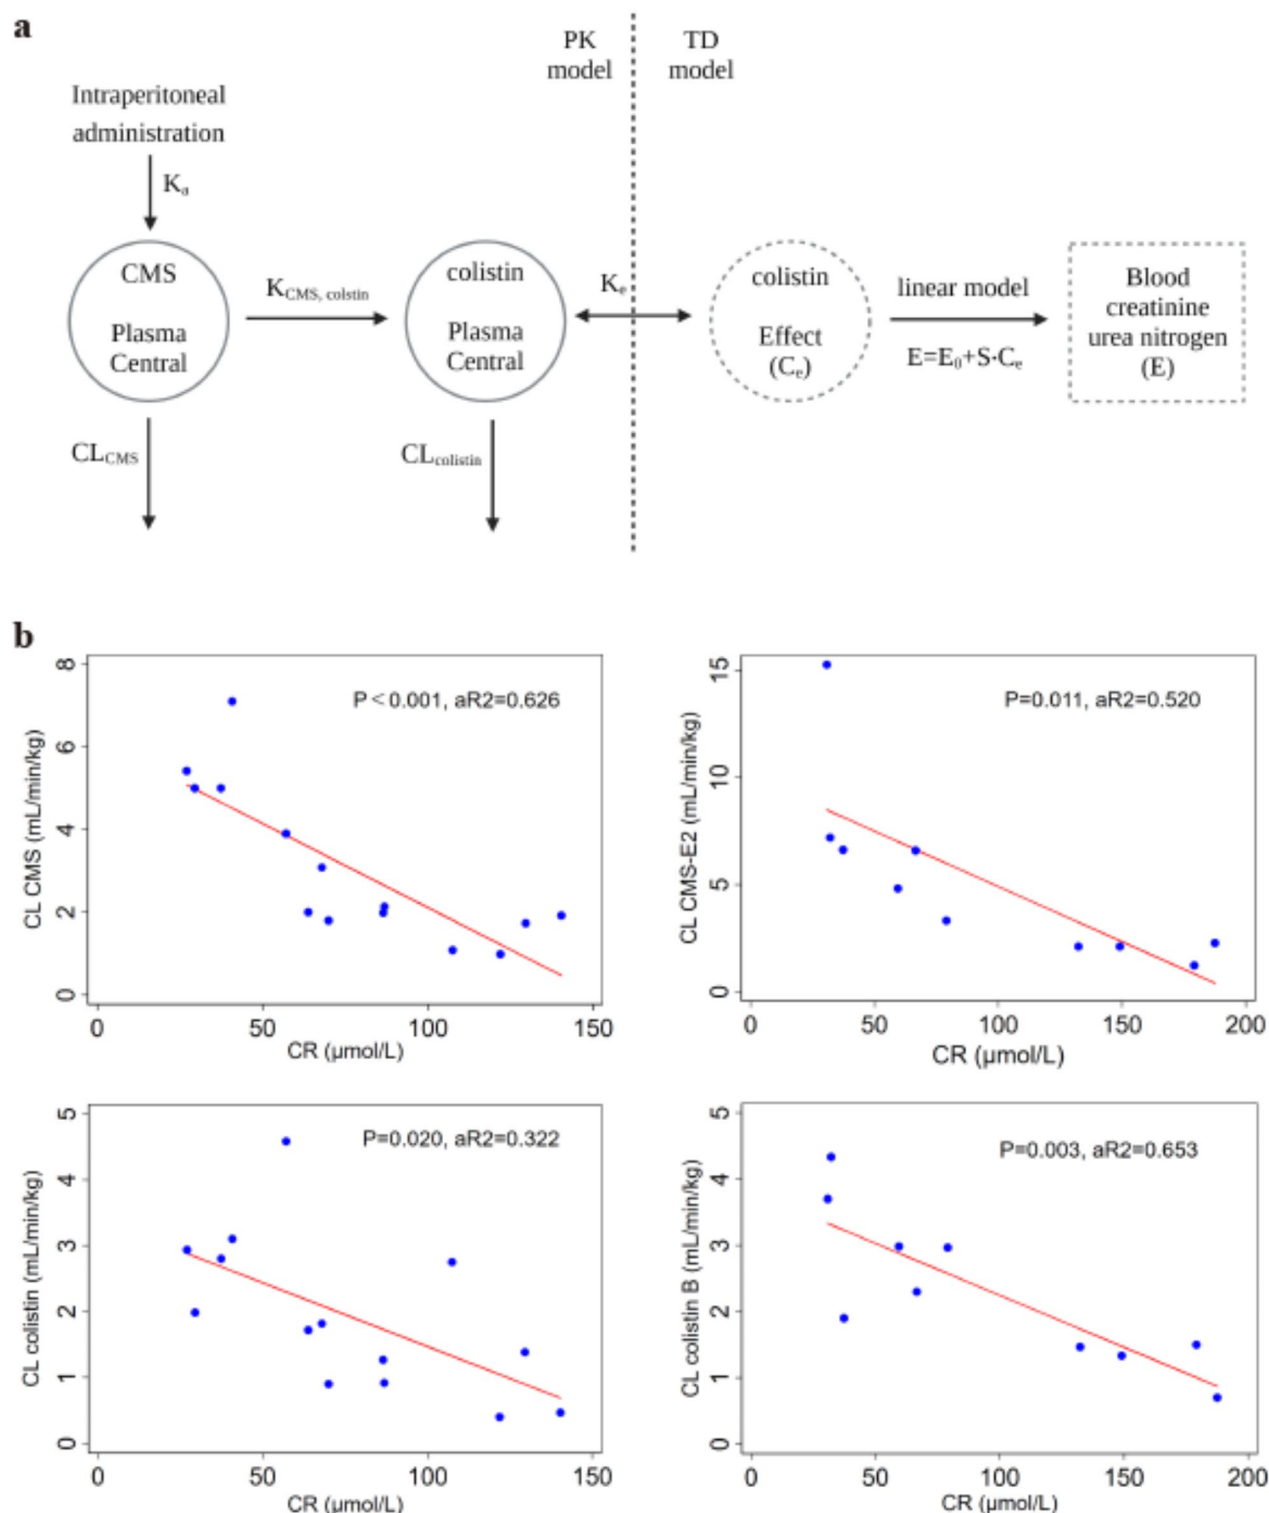 a
PK
model
TD
model
Intraperitoneal
administration
Ka
CMS
Plasma
Central
KCMS, colstin
colistin
Plasma
Central
Ke
colistin
Effect
(Ce)
linear model
E=E0+S·Ce
Blood
creatinine
urea nitrogen
(E)
CLCMS
CLcolistin
b
P<0.001, aR2=0.626
CL CMS (mL/min/kg)
8
6
4
2
0
0 50 100 150
CR (μmol/L)
P=0.011, aR2=0.520
CL CMS-E2 (mL/min/kg)
15
10
5
0
0 50 100 150 200
CR (μmol/L)
P=0.020, aR2=0.322
CL colistin (mL/min/kg)
5
4
3
2
1
0
0 50 100 150
CR (μmol/L)
P=0.003, aR2=0.653
CL colistin B (mL/min/kg)
5
4
3
2
1
0
0 50 100 150 200
CR (μmol/L)